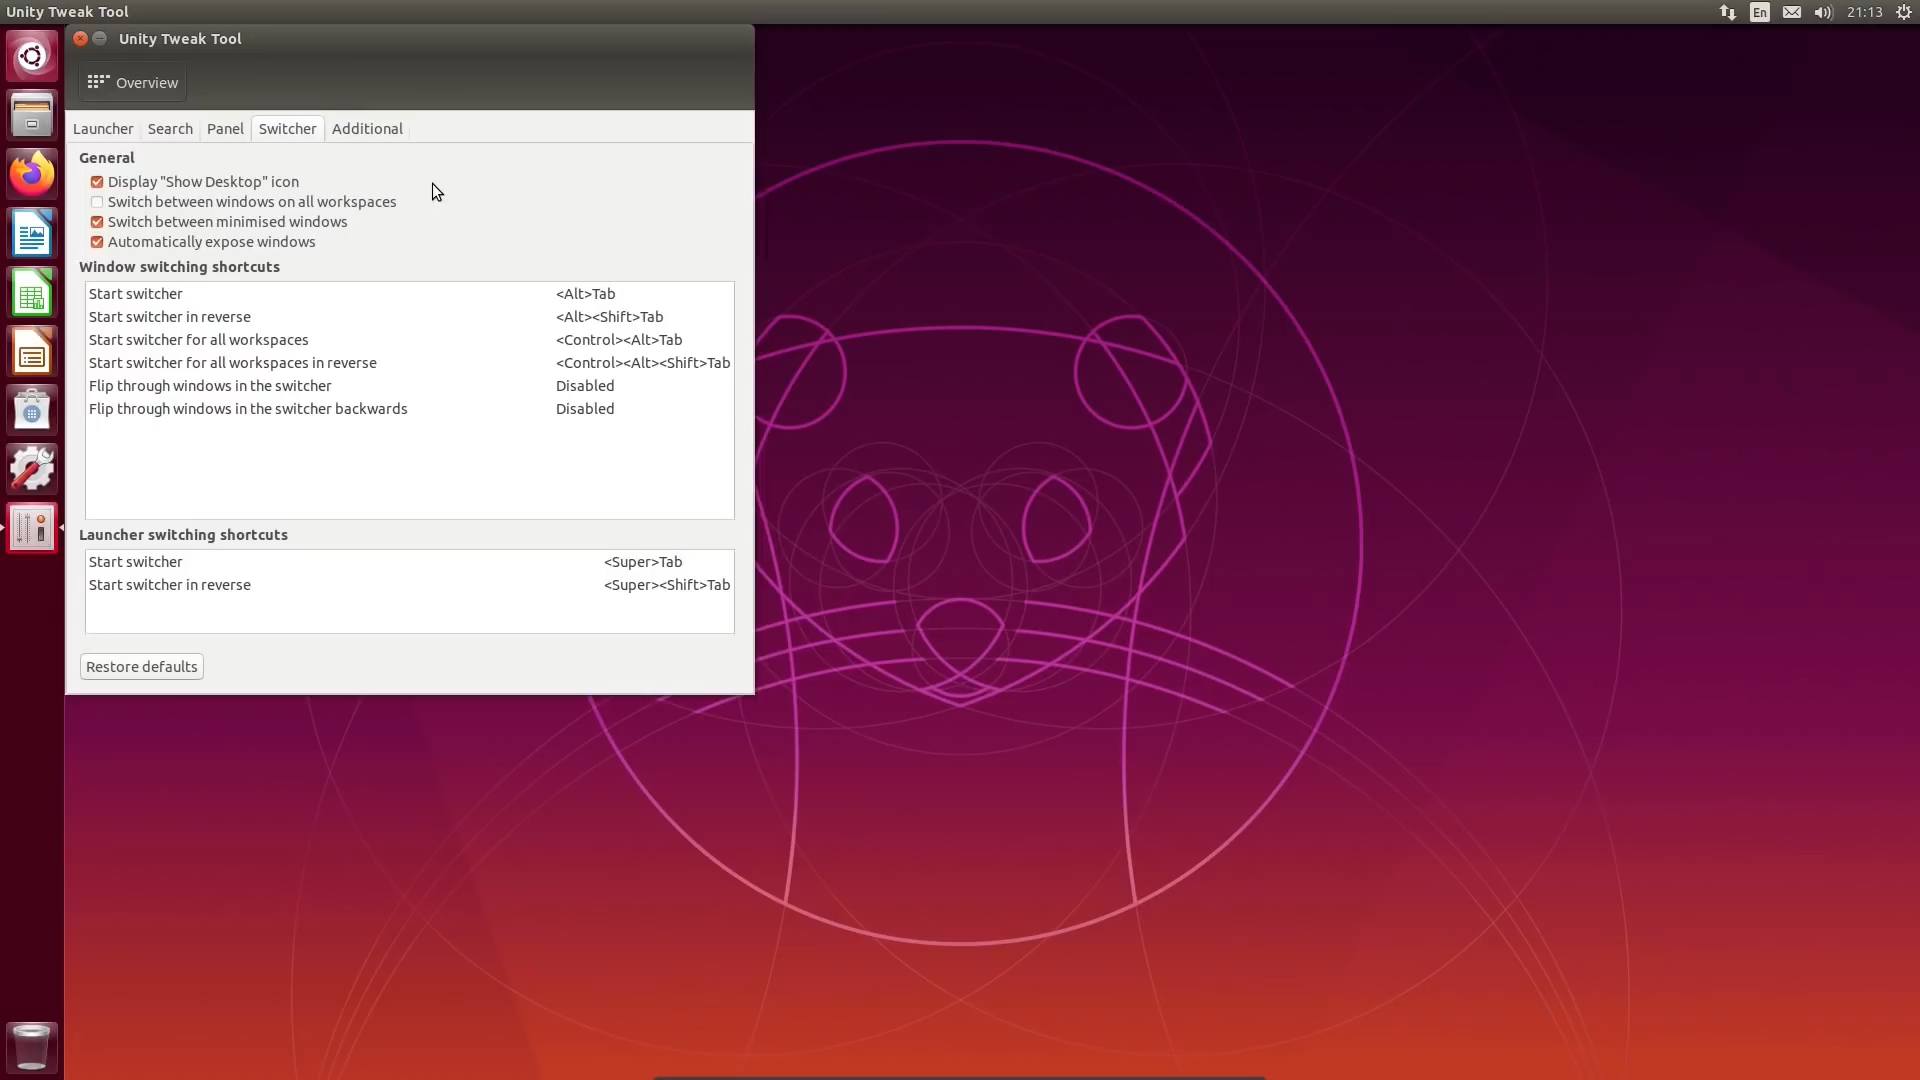 Unity Tweak Tool
En
21:13
Unity Tweak Tool
Overview
Launcher Search Panel Switcher Additional
General
Display "Show Desktop" icon
Switch between windows on all workspaces
Switch between minimised windows
Automatically expose windows
Window switching shortcuts
Start switcher <Alt>Tab
Start switcher in reverse <Alt><Shift>Tab
Start switcher for all workspaces <Control><Alt>Tab
Start switcher for all workspaces in reverse <Control><Alt><Shift>Tab
Flip through windows in the switcher Disabled
Flip through windows in the switcher backwards Disabled
Launcher switching shortcuts
Start switcher <Super>Tab
Start switcher in reverse <Super><Shift>Tab
Restore defaults